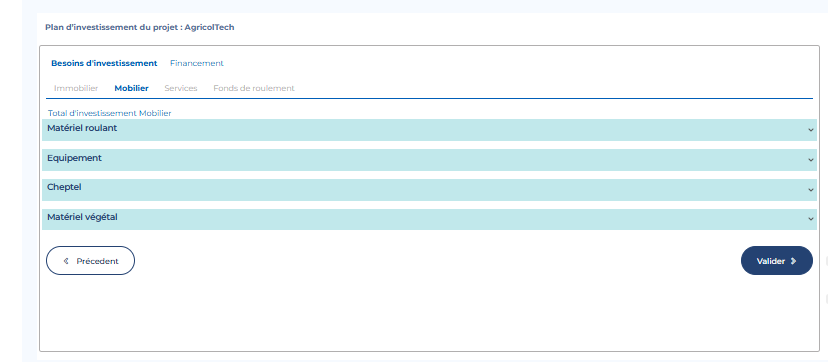 Plan d'investissement du projet : AgricolTech
Besoins d'investissement Financement
Immobilier Mobilier Services Fonds de roulement
Total d'investissement Mobilier
Matériel roulant
Equipement
Cheptel
Matériel végétal
Précedent Valider